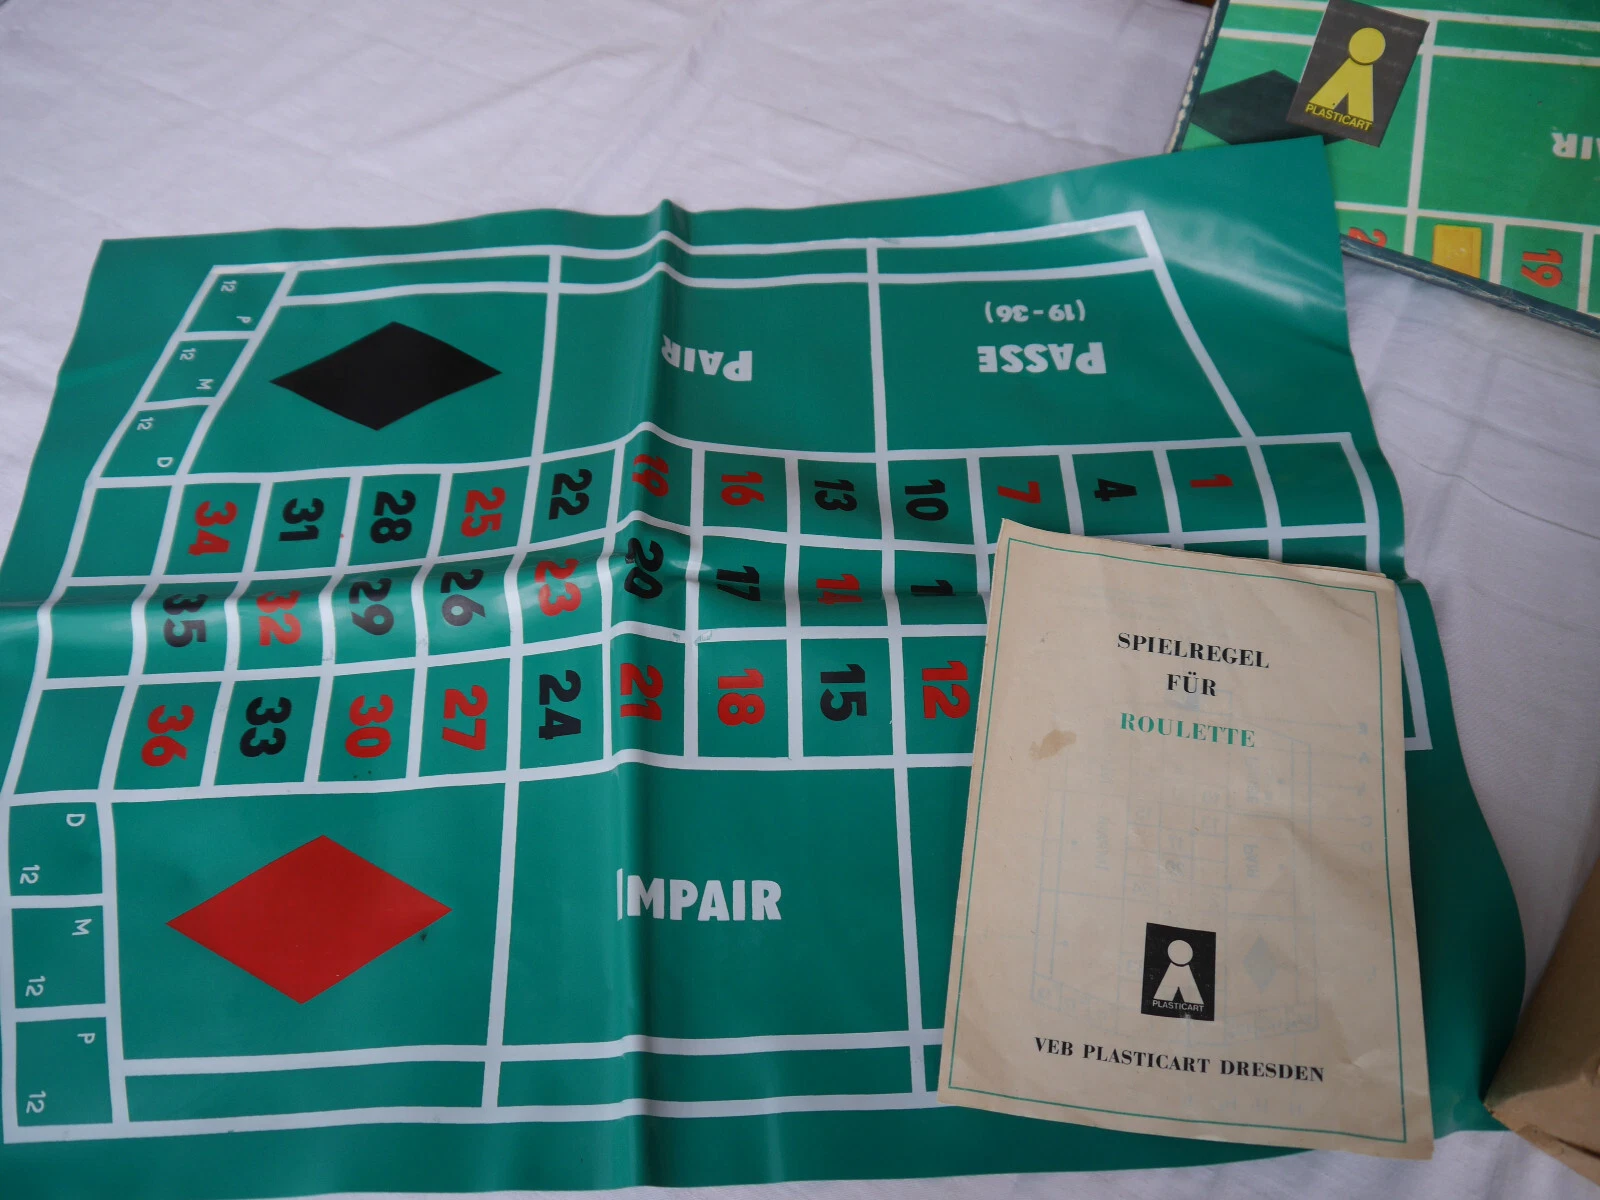 PLASTICART
19
12 P
12 M
12 D
PAIR
PASSE
(19-36)
34 31 28 25 22 19 16 13 10 7 4 1
35 32 29 26 23 20 17 14
36 33 30 27 24 21 18 15 12
D 12
M 12
P 12
IMPAIR
SPIELREGEL
FÜR
ROULETTE
PLASTICART
VEB PLASTICART DRESDEN